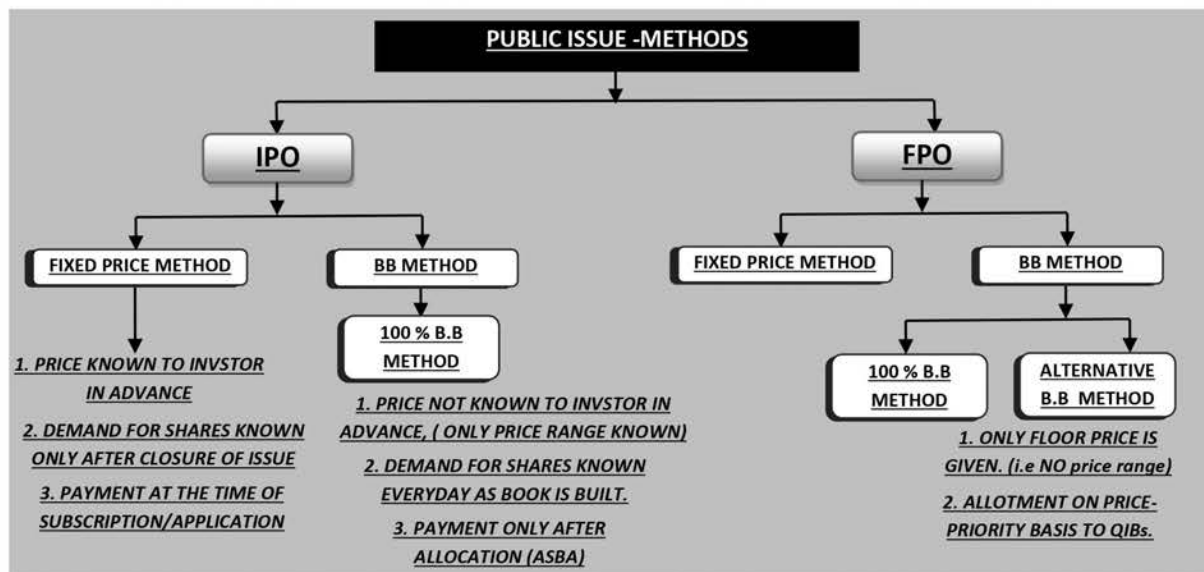 PUBLIC ISSUE -METHODS
IPO
FPO
FIXED PRICE METHOD
BB METHOD
FIXED PRICE METHOD
BB METHOD
1. PRICE KNOWN TO INVSTOR
IN ADVANCE
2. DEMAND FOR SHARES KNOWN
ONLY AFTER CLOSURE OF ISSUE
3. PAYMENT AT THE TIME OF
SUBSCRIPTION/APPLICATION
100 % B.B
METHOD
1. PRICE NOT KNOWN TO INVSTOR IN
ADVANCE, ( ONLY PRICE RANGE KNOWN)
2. DEMAND FOR SHARES KNOWN
EVERYDAY AS BOOK IS BUILT.
3. PAYMENT ONLY AFTER
ALLOCATION (ASBA)
100 % B.B
METHOD
ALTERNATIVE
B.B METHOD
1. ONLY FLOOR PRICE IS
GIVEN. (i.e NO price range)
2. ALLOTMENT ON PRICE-
PRIORITY BASIS TO QIBs.